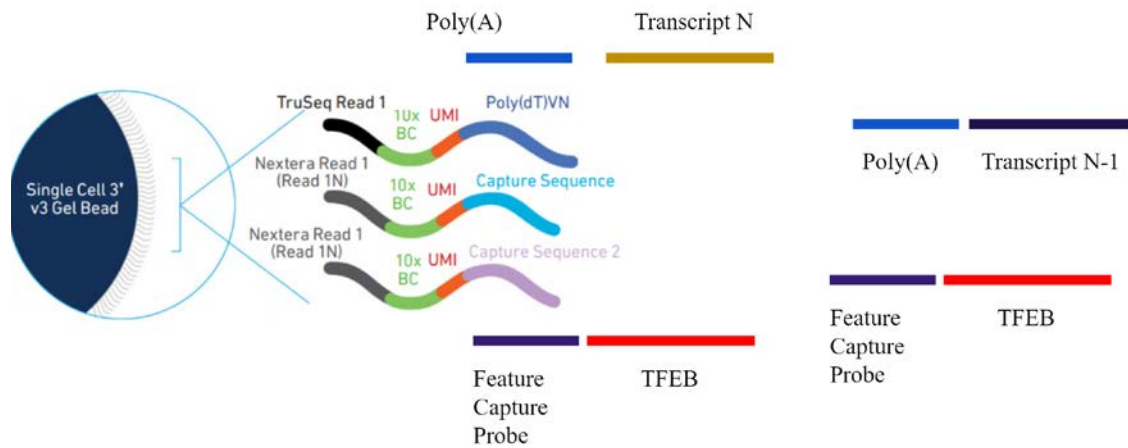 Poly(A)
Transcript N
TruSeq Read 1
10x
BC
UMI
Poly(dT)VN
Nextera Read 1
(Read 1N)
10x
BC
UMI
Capture Sequence
Nextera Read 1
(Read 1N)
10x
BC
UMI
Capture Sequence 2
Single Cell 3'
v3 Gel Bead
Poly(A)
Transcript N-1
Feature
Capture
Probe
TFEB
Feature
Capture
Probe
TFEB